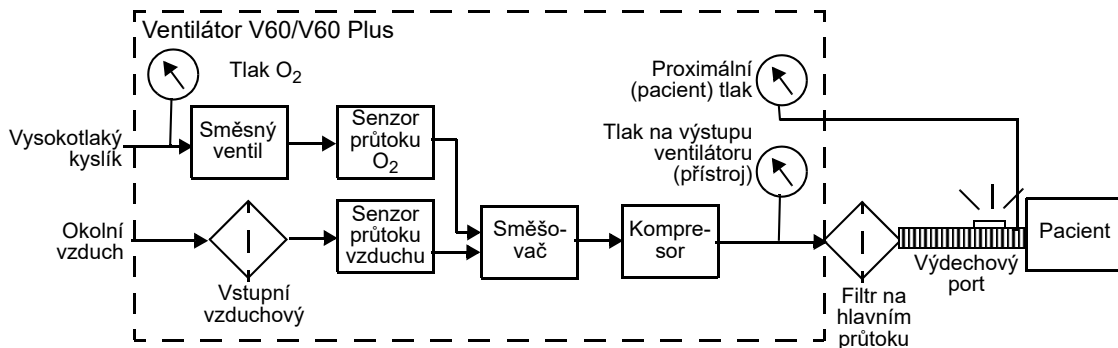 Ventilátor V60/V60 Plus
Tlak O2
Proximální
(pacient) tlak
Vysokotlaký
kyslík
Směsný
ventil
Senzor
průtoku
O2
Tlak na výstupu
ventilátoru
(přístroj)
Okolní
vzduch
Senzor
průtoku
vzduchu
Směšo-
vač
Kompre-
sor
Pacient
Vstupní
vzduchový
Výdechový
port
Filtr na
hlavním
průtoku